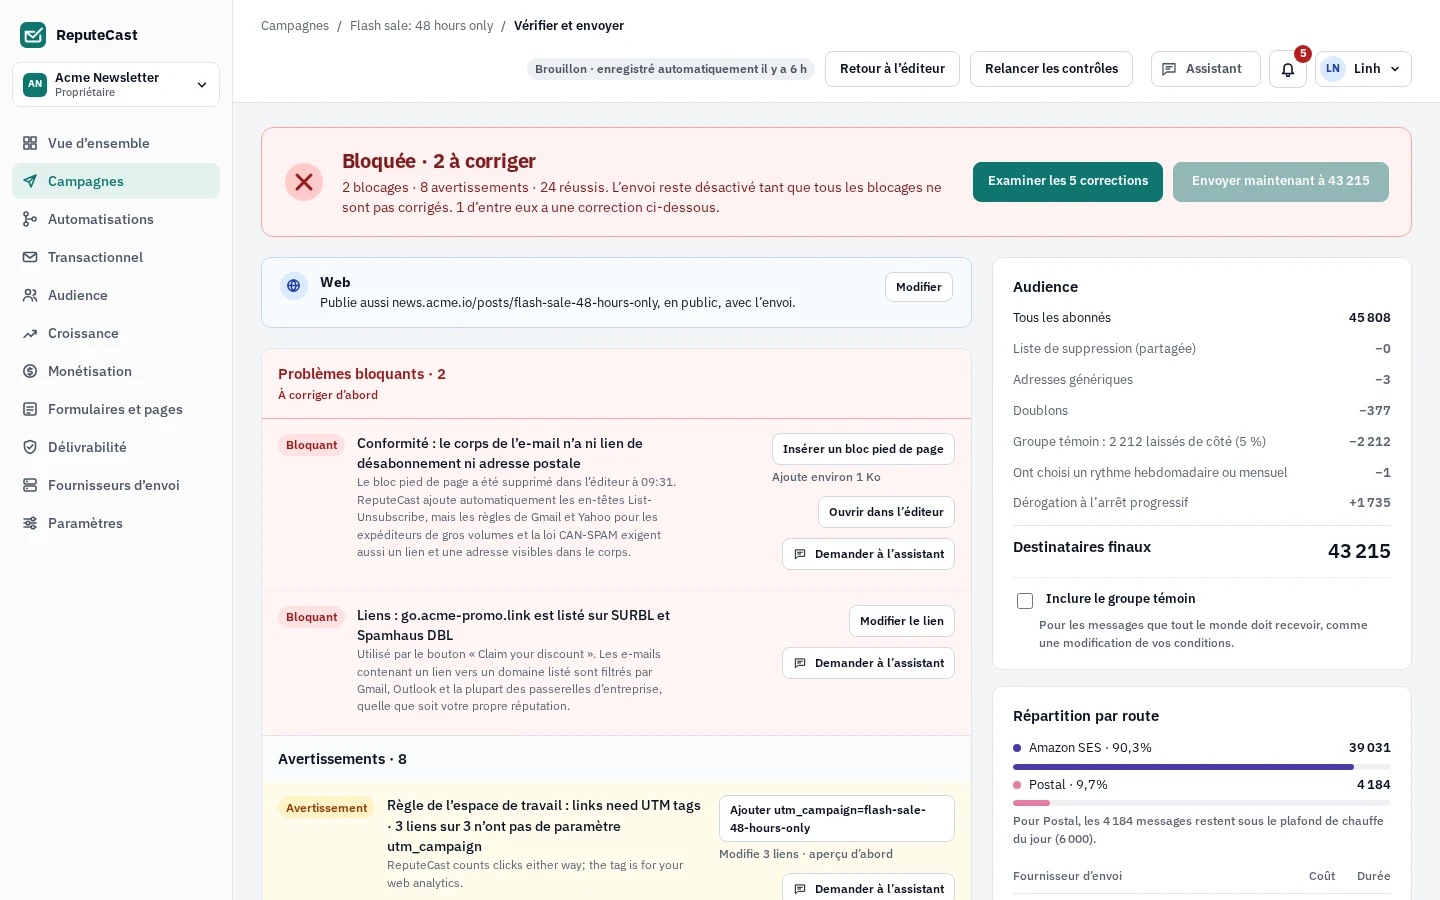 ReputeCast
AN
Acme Newsletter
Propriétaire
Vue d’ensemble
Campagnes
Automatisations
Transactionnel
Audience
Croissance
Monétisation
Formulaires et pages
Délivrabilité
Fournisseurs d’envoi
Paramètres
Campagnes / Flash sale: 48 hours only / Vérifier et envoyer
Brouillon · enregistré automatiquement il y a 6 h
Retour à l’éditeur
Relancer les contrôles
Assistant
5
LN
Linh
Bloquée · 2 à corriger
2 blocages · 8 avertissements · 24 réussis. L’envoi reste désactivé tant que tous les blocages ne
sont pas corrigés. 1 d’entre eux a une correction ci-dessous.
Examiner les 5 corrections
Envoyer maintenant à 43 215
Web
Publie aussi news.acme.io/posts/flash-sale-48-hours-only, en public, avec l’envoi.
Modifier
Problèmes bloquants · 2
À corriger d’abord
Bloquant
Conformité : le corps de l’e-mail n’a ni lien de
désabonnement ni adresse postale
Le bloc pied de page a été supprimé dans l’éditeur à 09:31.
ReputeCast ajoute automatiquement les en-têtes List-
Unsubscribe, mais les règles de Gmail et Yahoo pour les
expéditeurs de gros volumes et la loi CAN-SPAM exigent
aussi un lien et une adresse visibles dans le corps.
Insérer un bloc pied de page
Ajoute environ 1 Ko
Ouvrir dans l’éditeur
Demander à l’assistant
Bloquant
Liens : go.acme-promo.link est listé sur SURBL et
Spamhaus DBL
Utilisé par le bouton « Claim your discount ». Les e-mails
contenant un lien vers un domaine listé sont filtrés par
Gmail, Outlook et la plupart des passerelles d’entreprise,
quelle que soit votre propre réputation.
Modifier le lien
Demander à l’assistant
Avertissements · 8
Avertissement
Règle de l’espace de travail : links need UTM tags
· 3 liens sur 3 n’ont pas de paramètre
utm_campaign
ReputeCast counts clicks either way; the tag is for your
web analytics.
Ajouter utm_campaign=flash-sale-
48-hours-only
Modifie 3 liens · aperçu d’abord
Demander à l’assistant
Audience
Tous les abonnés 45 808
Liste de suppression (partagée) −0
Adresses génériques −3
Doublons −377
Groupe témoin : 2 212 laissés de côté (5 %) −2 212
Ont choisi un rythme hebdomadaire ou mensuel −1
Dérogation à l’arrêt progressif +1 735
Destinataires finaux 43 215
Inclure le groupe témoin
Pour les messages que tout le monde doit recevoir, comme
une modification de vos conditions.
Répartition par route
Amazon SES · 90,3% 39 031
Postal · 9,7% 4 184
Pour Postal, les 4 184 messages restent sous le plafond de chauffe
du jour (6 000).
Fournisseur d’envoi Coût Durée